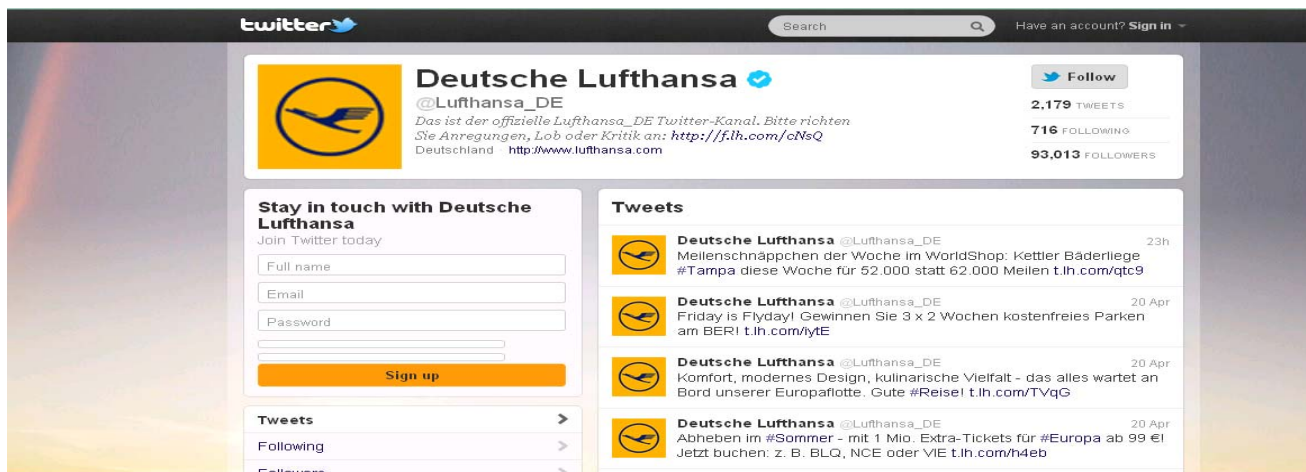 twitter
Search
Have an account? Sign in
Deutsche Lufthansa
@Lufthansa_DE
Das ist der offizielle Lufthansa_DE Twitter-Kanal. Bitte richten
Sie Anregungen, Lob oder Kritik an: http://f.lh.com/cNsQ
Deutschland · http://www.lufthansa.com
Follow
2,179 TWEETS
716 FOLLOWING
93,013 FOLLOWERS
Stay in touch with Deutsche
Lufthansa
Join Twitter today
Full name
Email
Password
Sign up
Tweets
Following
Followers
Tweets
Deutsche Lufthansa @Lufthansa_DE 23h
Meilenschnäppchen der Woche im WorldShop: Kettler Bäderliege
#Tampa diese Woche für 52.000 statt 62.000 Meilen t.lh.com/qtc9
Deutsche Lufthansa @Lufthansa_DE 20 Apr
Friday is Flyday! Gewinnen Sie 3 x 2 Wochen kostenfreies Parken
am BER! t.lh.com/iytE
Deutsche Lufthansa @Lufthansa_DE 20 Apr
Komfort, modernes Design, kulinarische Vielfalt - das alles wartet an
Bord unserer Europaflotte. Gute #Reise! t.lh.com/TVqG
Deutsche Lufthansa @Lufthansa_DE 20 Apr
Abheben im #Sommer - mit 1 Mio. Extra-Tickets für #Europa ab 99 €!
Jetzt buchen: z. B. BLQ, NCE oder VIE t.lh.com/h4eb